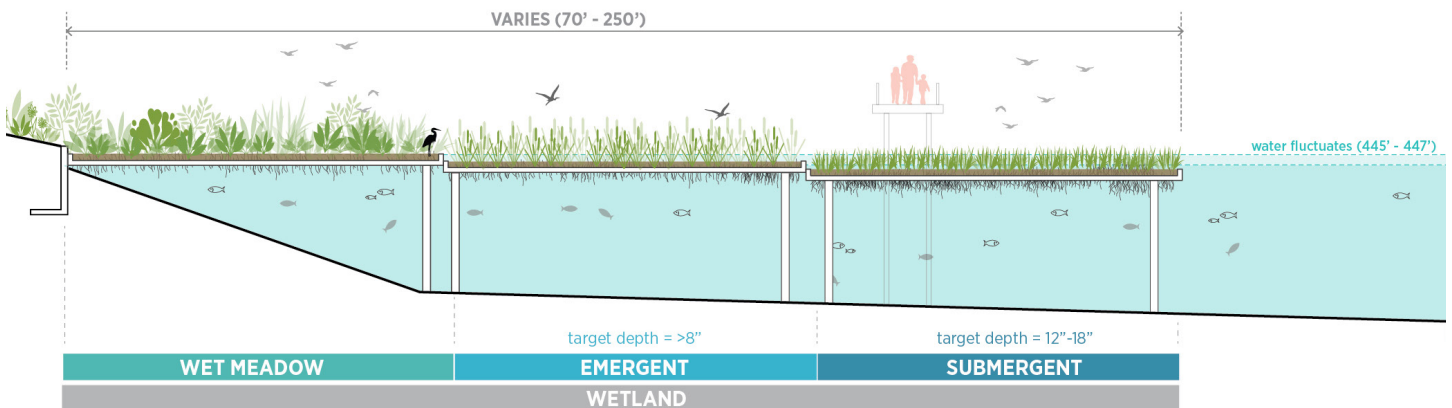 VARIES (70’ - 250’)
water fluctuates (445’ - 447’)
target depth = >8”
target depth = 12”-18”
WET MEADOW
EMERGENT
SUBMERGENT
WETLAND